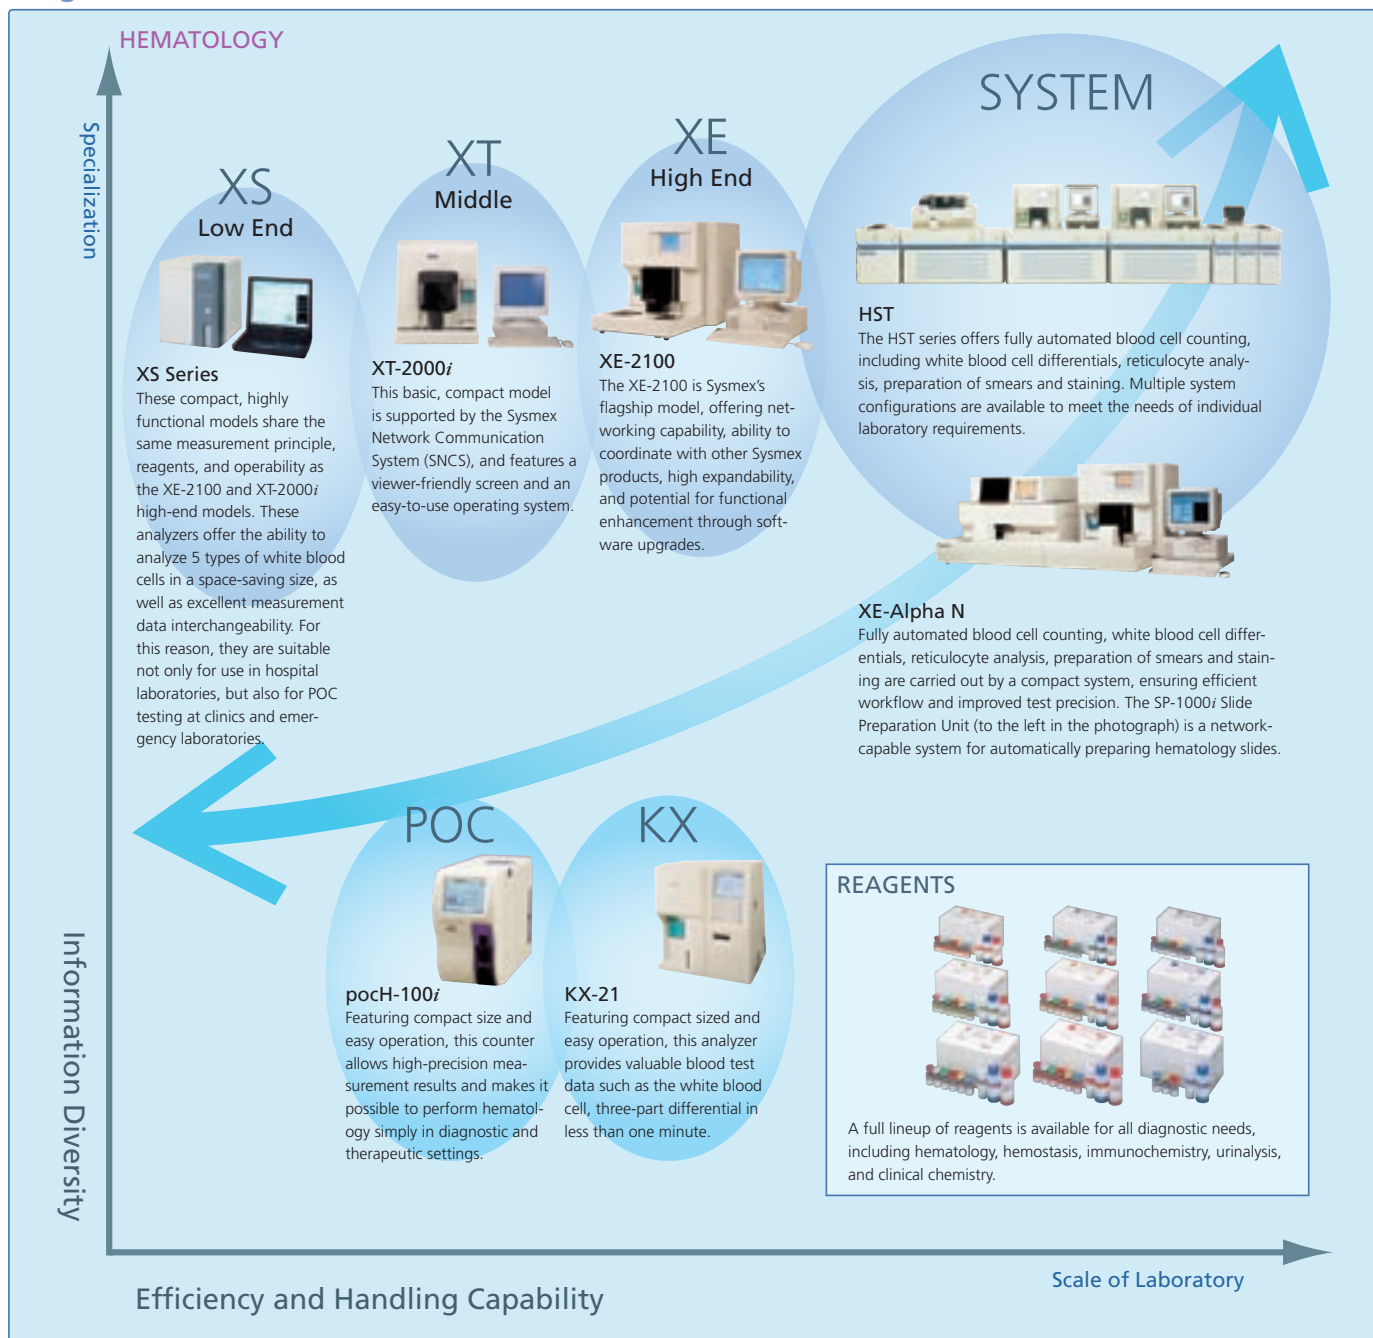 HEMATOLOGY
Specialization
XS
Low End
XS Series
These compact, highly
functional models share the
same measurement principle,
reagents, and operability as
the XE-2100 and XT-2000i
high-end models. These
analyzers offer the ability to
analyze 5 types of white blood
cells in a space-saving size, as
well as excellent measurement
data interchangeability. For
this reason, they are suitable
not only for use in hospital
laboratories, but also for POC
testing at clinics and emer-
gency laboratories.
XT
Middle
XT-2000i
This basic, compact model
is supported by the Sysmex
Network Communication
System (SNCS), and features a
viewer-friendly screen and an
easy-to-use operating system.
XE
High End
XE-2100
The XE-2100 is Sysmex's
flagship model, offering net-
working capability, ability to
coordinate with other Sysmex
products, high expandability,
and potential for functional
enhancement through soft-
ware upgrades.
SYSTEM
HST
The HST series offers fully automated blood cell counting,
including white blood cell differentials, reticulocyte analy-
sis, preparation of smears and staining. Multiple system
configurations are available to meet the needs of individual
laboratory requirements.
XE-Alpha N
Fully automated blood cell counting, white blood cell differ-
entials, reticulocyte analysis, preparation of smears and stain-
ing are carried out by a compact system, ensuring efficient
workflow and improved test precision. The SP-1000i Slide
Preparation Unit (to the left in the photograph) is a network-
capable system for automatically preparing hematology slides.
POC
pocH-100i
Featuring compact size and
easy operation, this counter
allows high-precision mea-
surement results and makes it
possible to perform hematol-
ogy simply in diagnostic and
therapeutic settings.
KX
KX-21
Featuring compact sized and
easy operation, this analyzer
provides valuable blood test
data such as the white blood
cell, three-part differential in
less than one minute.
REAGENTS
A full lineup of reagents is available for all diagnostic needs,
including hematology, hemostasis, immunochemistry, urinalysis,
and clinical chemistry.
Information Diversity
Scale of Laboratory
Efficiency and Handling Capability